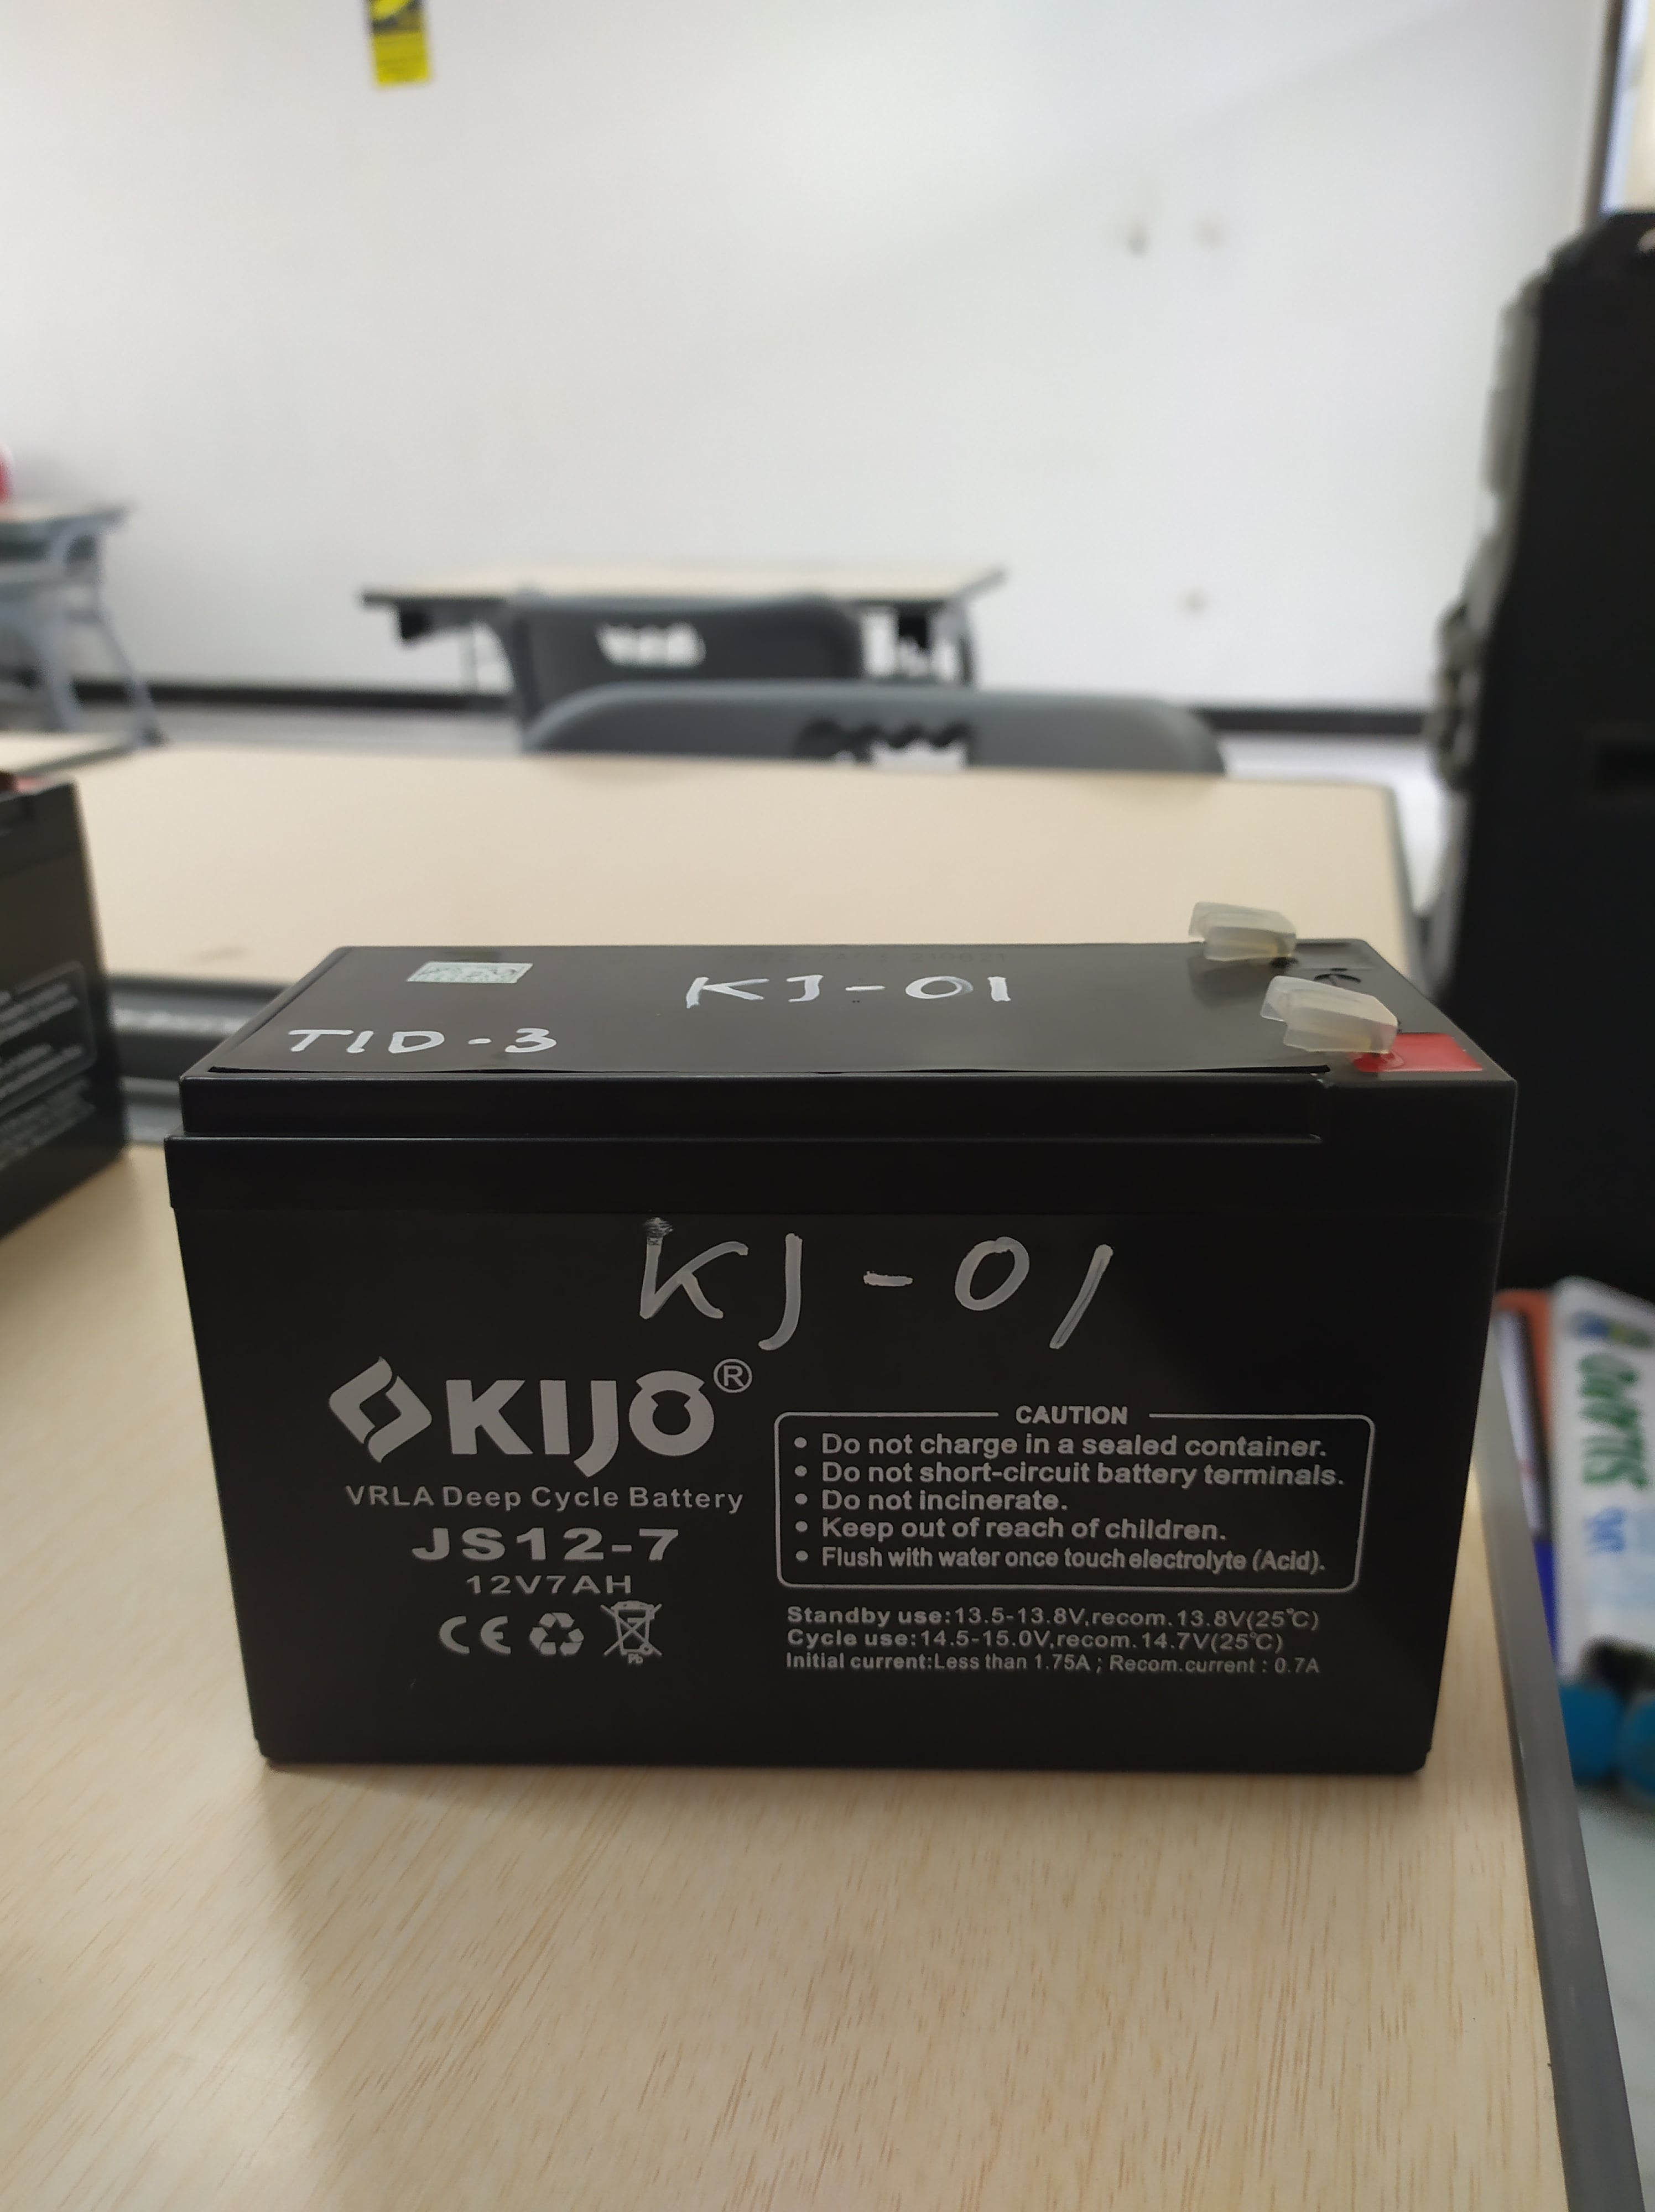 KJ-01
TID-3
KJ-01
KIJO®
VRLA Deep Cycle Battery
JS12-7
12V7AH
CE
Pb
CAUTION
• Do not charge in a sealed container.
• Do not short-circuit battery terminals.
• Do not incinerate.
• Keep out of reach of children.
• Flush with water once touch electrolyte (Acid).
Standby use:13.5-13.8V,recom.13.8V(25℃)
Cycle use:14.5-15.0V,recom.14.7V(25℃)
Initial current:Less than 1.75A ; Recom.current : 0.7A